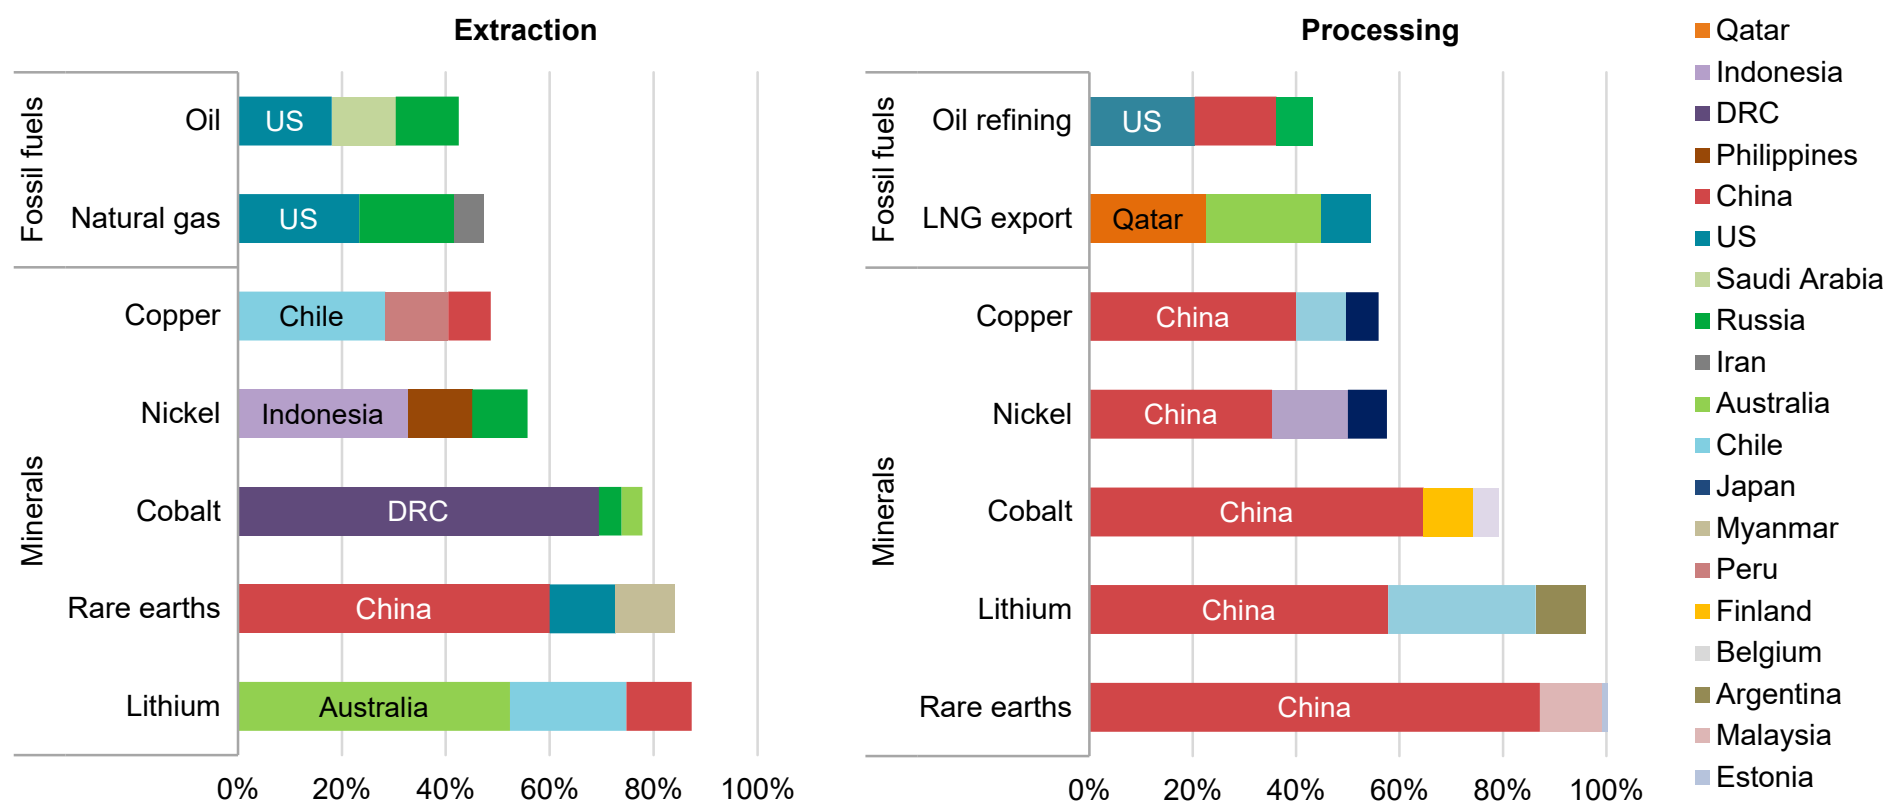 Extraction
Fossil fuels
Oil
US
Natural gas
US
Minerals
Copper
Chile
Nickel
Indonesia
Cobalt
DRC
Rare earths
China
Lithium
Australia
0% 20% 40% 60% 80% 100%
Processing
Fossil fuels
Oil refining
US
LNG export
Qatar
Minerals
Copper
China
Nickel
China
Cobalt
China
Lithium
China
Rare earths
China
0% 20% 40% 60% 80% 100%
Qatar
Indonesia
DRC
Philippines
China
US
Saudi Arabia
Russia
Iran
Australia
Chile
Japan
Myanmar
Peru
Finland
Belgium
Argentina
Malaysia
Estonia